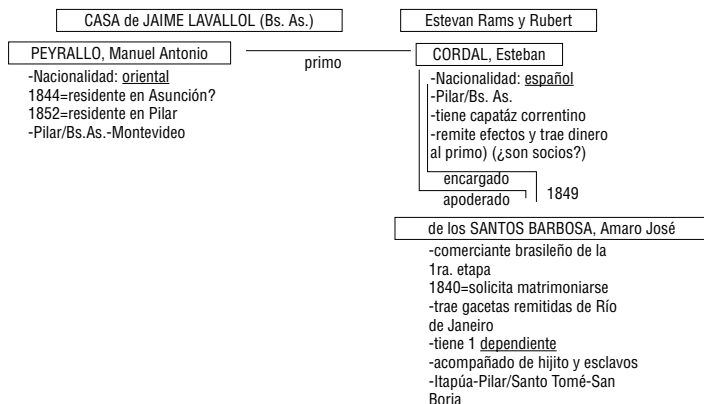 CASA de JAIME LAVALLOL (Bs. As.)
Estevan Rams y Rubert
PEYRALLO, Manuel Antonio
primo
CORDAL, Esteban
-Nacionalidad: oriental
1844=residente en Asunción?
1852=residente en Pilar
-Pilar/Bs.As.-Montevideo
-Nacionalidad: español
-Pilar/Bs. As.
-tiene capatáz correntino
-remite efectos y trae dinero
al primo) (¿son socios?)
encargado
apoderado
1849
de los SANTOS BARBOSA, Amaro José
-comerciante brasileño de la
1ra. etapa
1840=solicita matrimoniarse
-trae gacetas remitidas de Río
de Janeiro
-tiene 1 dependiente
-acompañado de hijito y esclavos
-Itapúa-Pilar/Santo Tomé-San
Borja